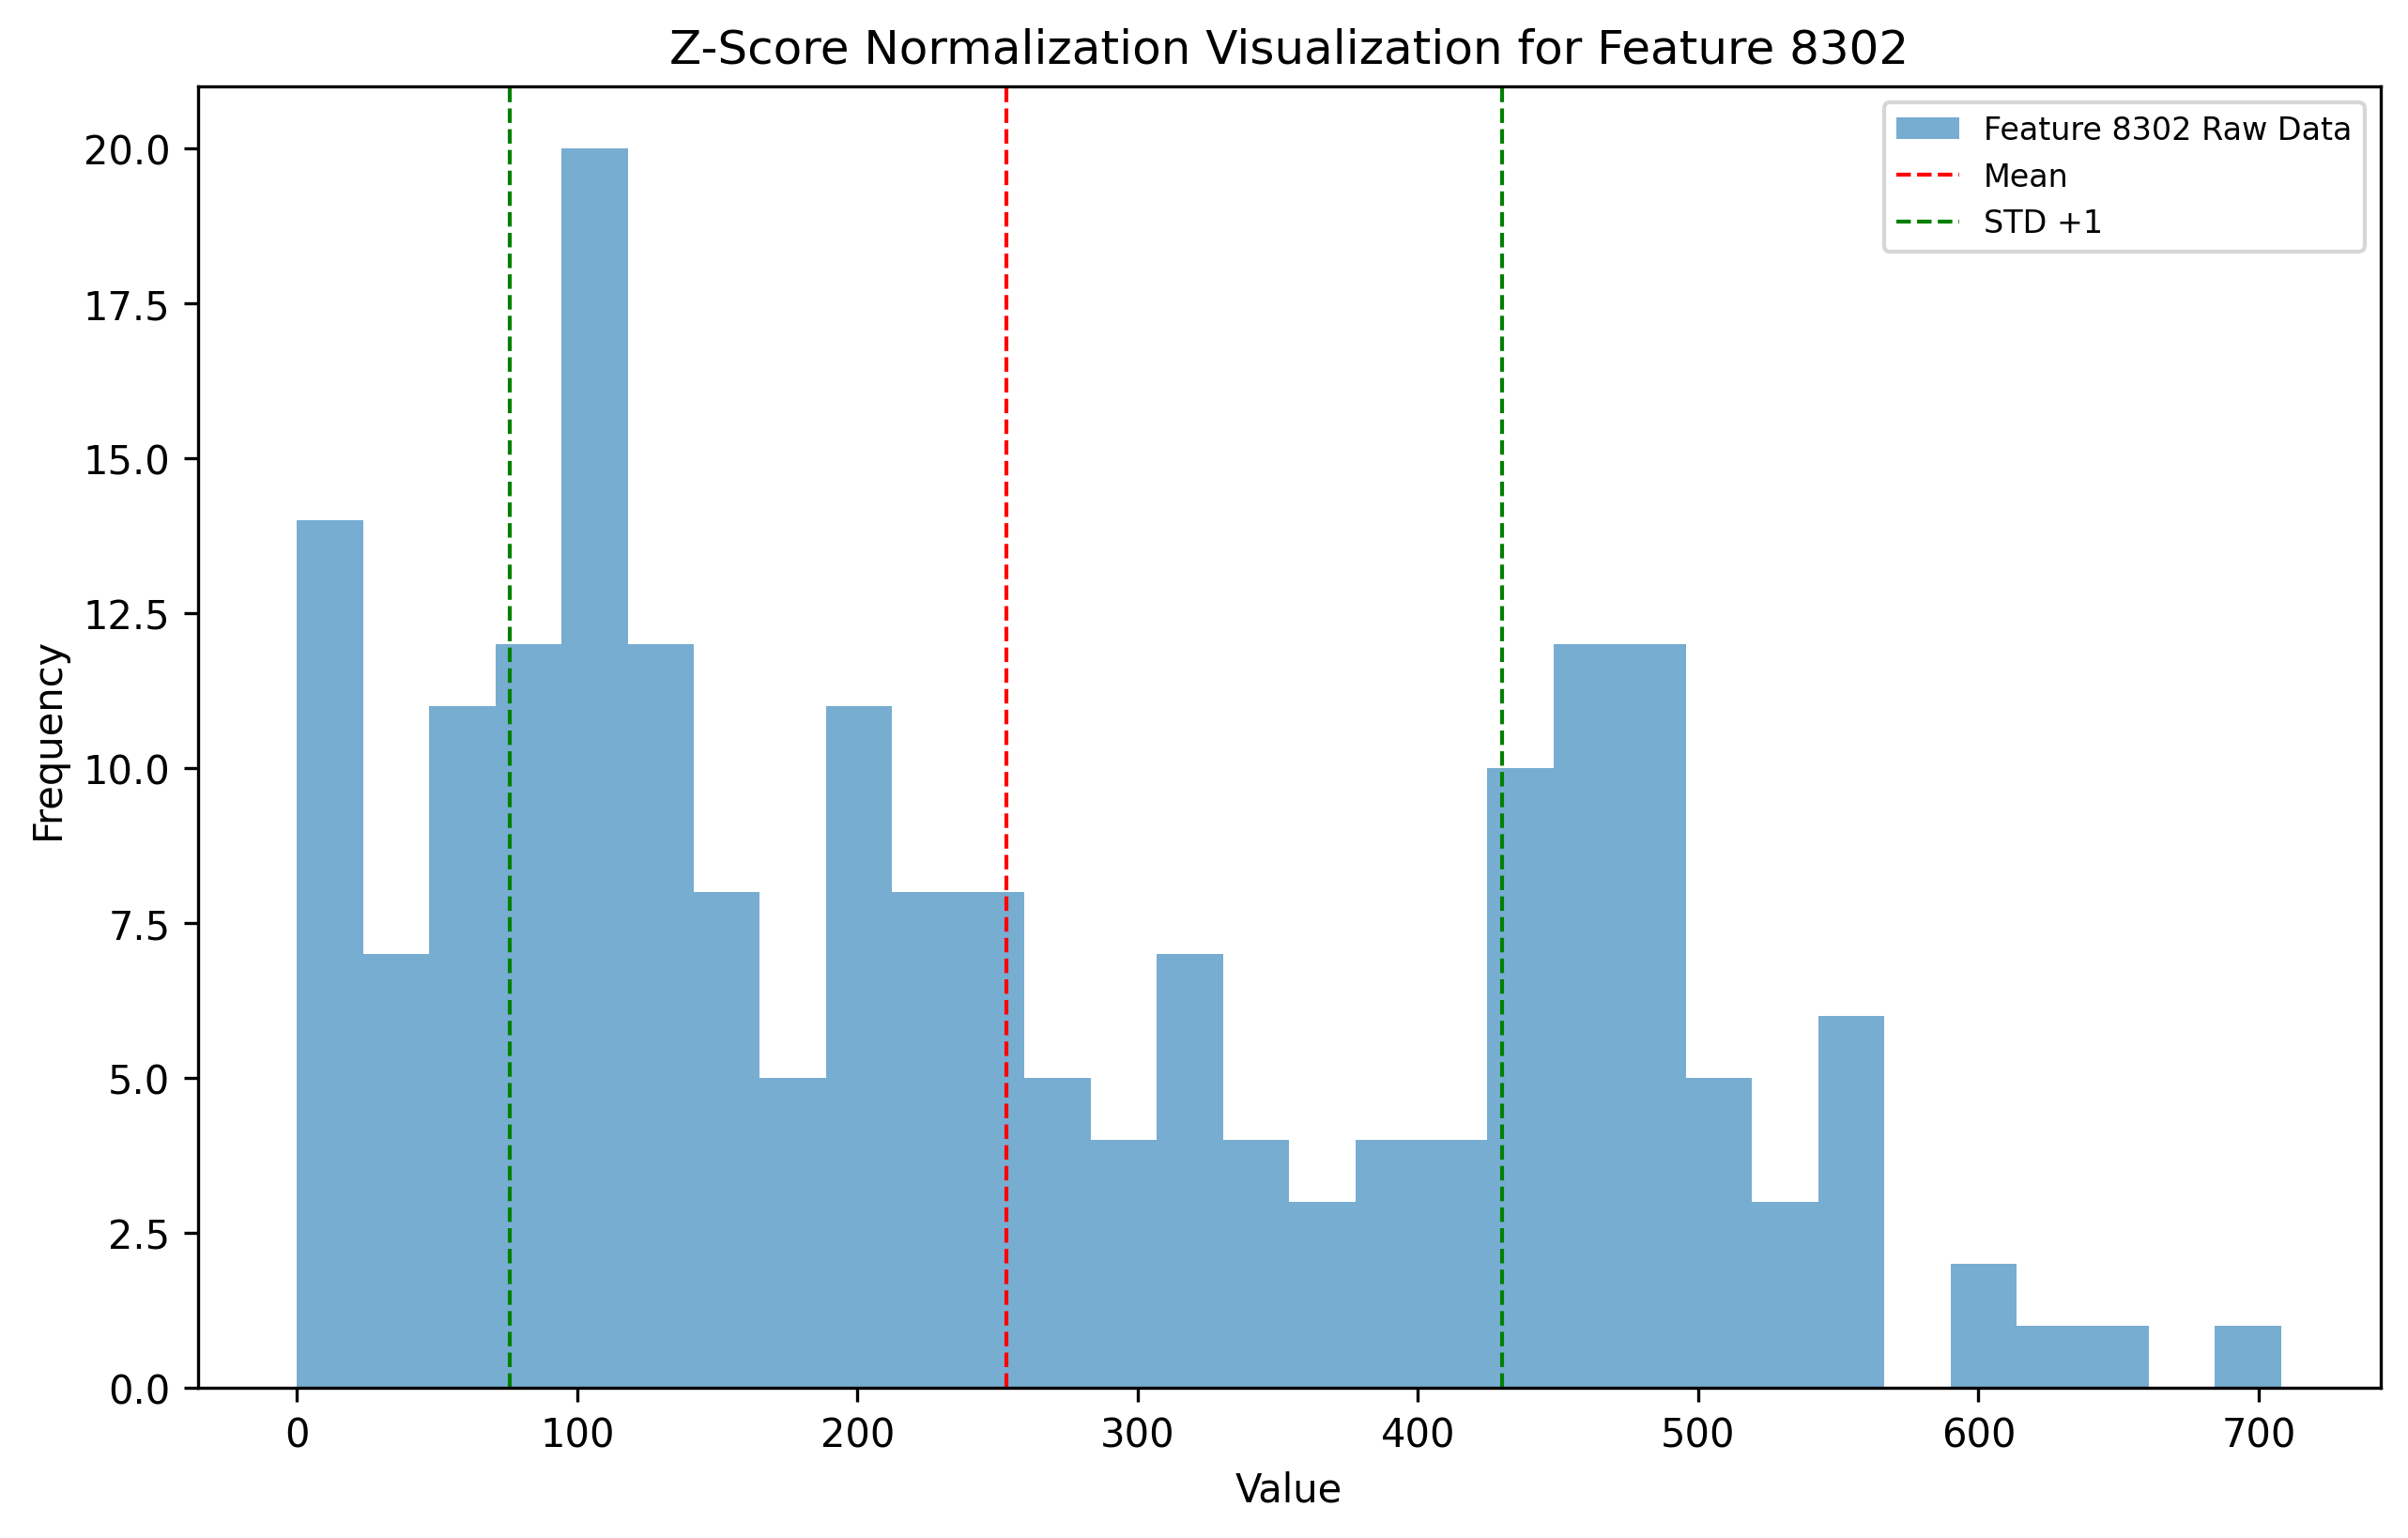 Z-Score Normalization Visualization for Feature 8302
Feature 8302 Raw Data
Mean
STD +1
Frequency
20.0
17.5
15.0
12.5
10.0
7.5
5.0
2.5
0.0
0 100 200 300 400 500 600 700
Value